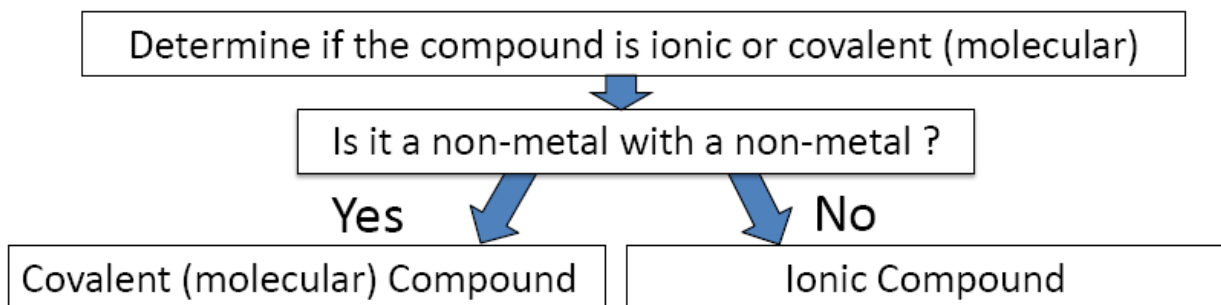 Determine if the compound is ionic or covalent (molecular)
Is it a non-metal with a non-metal ?
Yes
No
Covalent (molecular) Compound
Ionic Compound